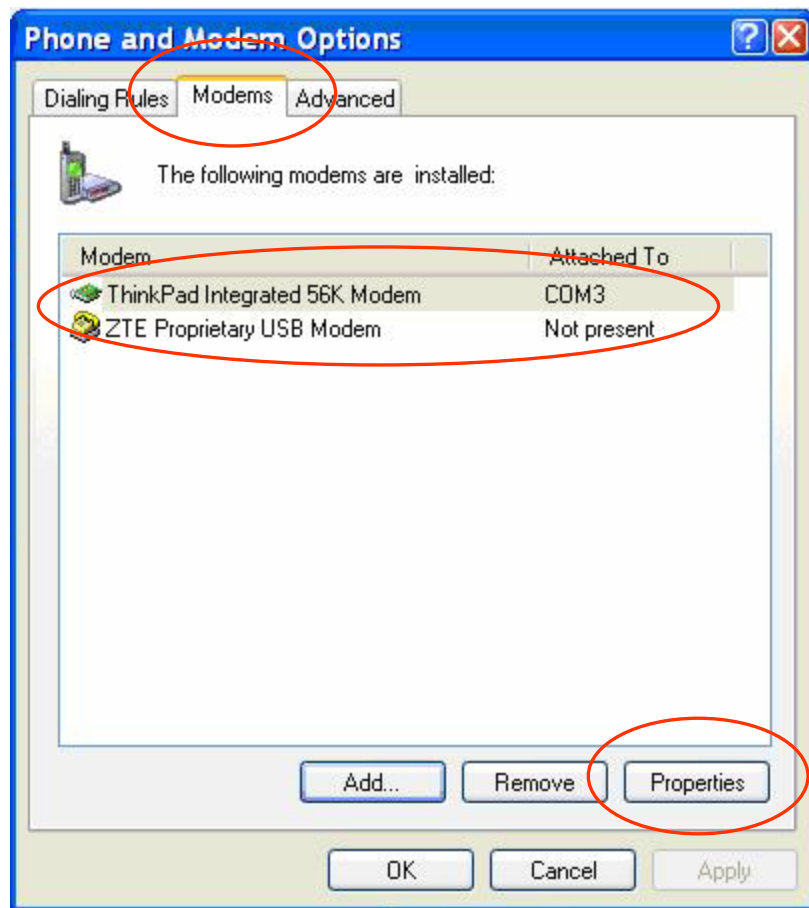 Phone and Modem Options
Dialing Rules Modems Advanced
The following modems are installed:
Modem Attached To
ThinkPad Integrated 56K Modem COM3
ZTE Proprietary USB Modem Not present
Add... Remove Properties
OK Cancel Apply